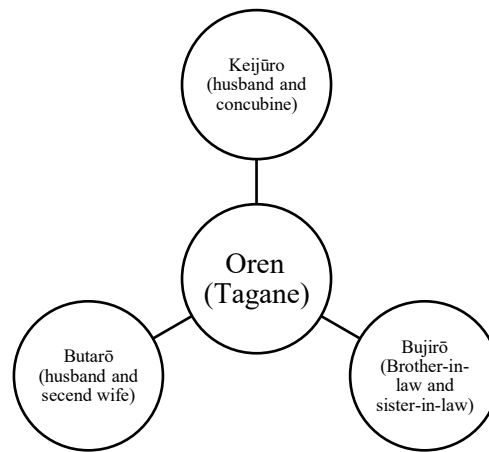 Keijūro
(husband and
concubine)
Oren
(Tagane)
Butarō
(husband and
secend wife)
Bujirō
(Brother-in-
law and
sister-in-law)